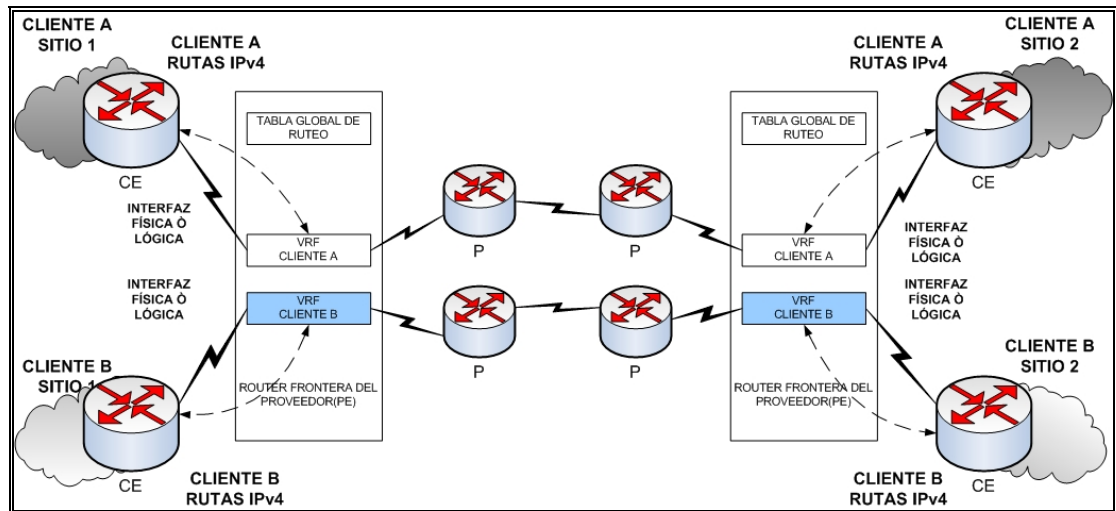 CLIENTE A
SITIO 1
CLIENTE A
RUTAS IPv4
CE
INTERFAZ
FÍSICA Ò
LÓGICA
TABLA GLOBAL DE
RUTEO
VRF
CLIENTE A
P
P
TABLA GLOBAL DE
RUTEO
VRF
CLIENTE A
CLIENTE A
RUTAS IPv4
CLIENTE A
SITIO 2
CE
INTERFAZ
FÍSICA Ò
LÓGICA
INTERFAZ
FÍSICA Ò
LÓGICA
VRF
CLIENTE B
CLIENTE B
SITIO 1
CE
ROUTER FRONTERA DEL
PROVEEDOR(PE)
CLIENTE B
RUTAS IPv4
P
P
VRF
CLIENTE B
INTERFAZ
FÍSICA Ò
LÓGICA
ROUTER FRONTERA DEL
PROVEEDOR(PE)
CLIENTE B
SITIO 2
CE
CLIENTE B
RUTAS IPv4